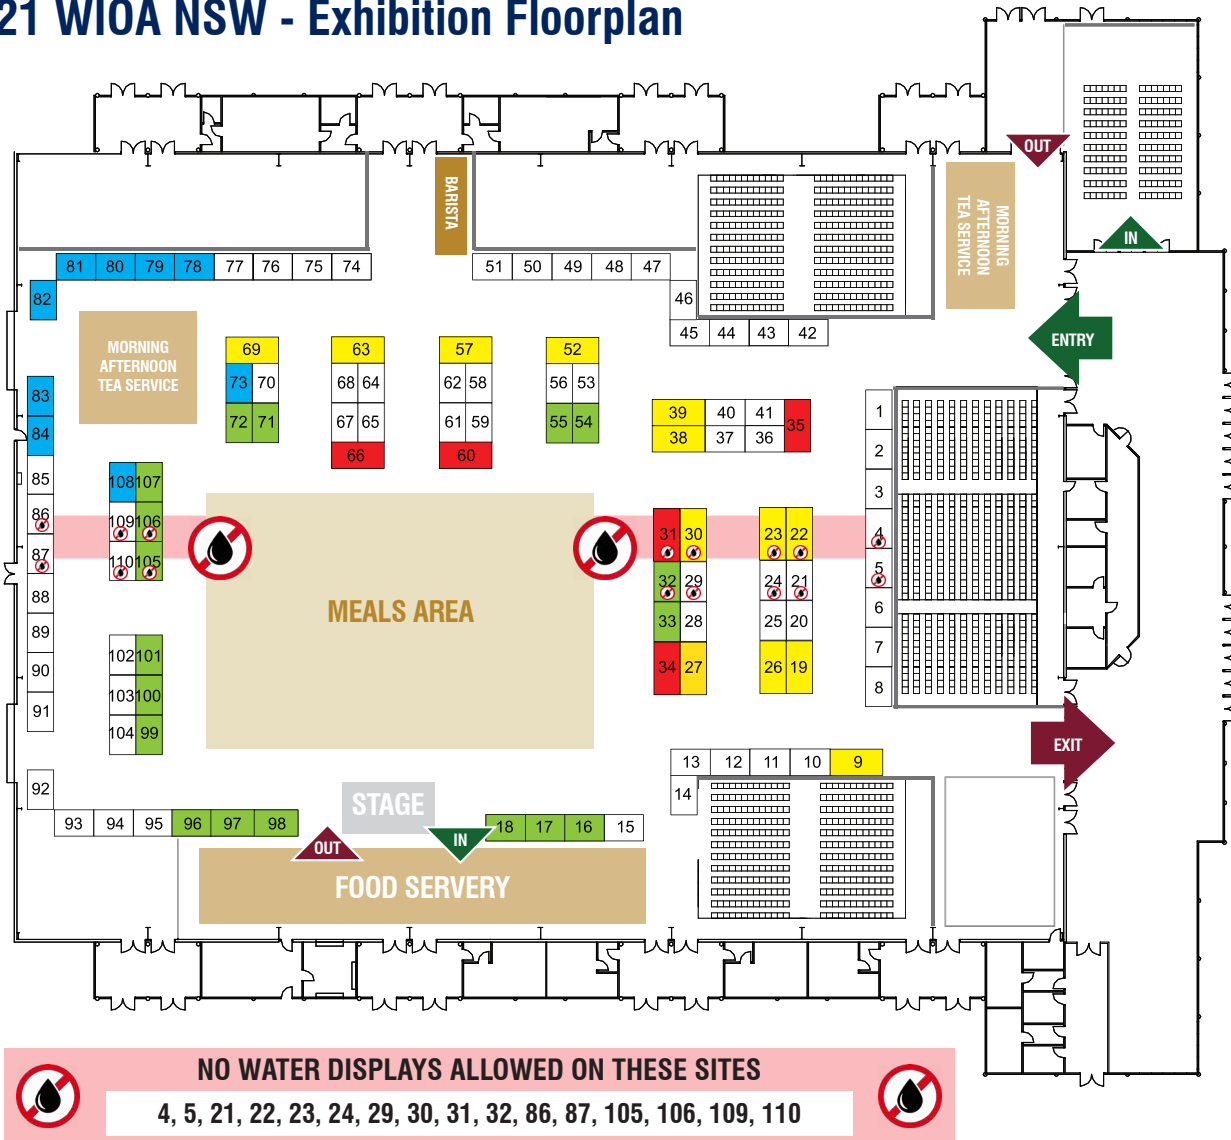 21 WIOA NSW - Exhibition Floorplan
OUT
BARISTA
MORNING
AFTERNOON
TEA SERVICE
IN
81 80 79 78 77 76 75 74
51 50 49 48 47
82
46
45 44 43 42
ENTRY
MORNING
AFTERNOON
TEA SERVICE
69 63 57 52
73 70 68 64 62 58 56 53
72 71 67 65 61 59 55 54
66 60
83
84
85
86
87
88
89
90
91
92
39 40 41 35
38 37 36
1
2
3
4
5
6
7
8
108 107
109 106
110 105
102 101
103 100
104 99
31 30 23 22
32 29 24 21
33 28 25 20
34 27 26 19
MEALS AREA
EXIT
13 12 11 10 9
14
STAGE
93 94 95 96 97 98
18 17 16 15
OUT
IN
FOOD SERVERY
NO WATER DISPLAYS ALLOWED ON THESE SITES
4, 5, 21, 22, 23, 24, 29, 30, 31, 32, 86, 87, 105, 106, 109, 110